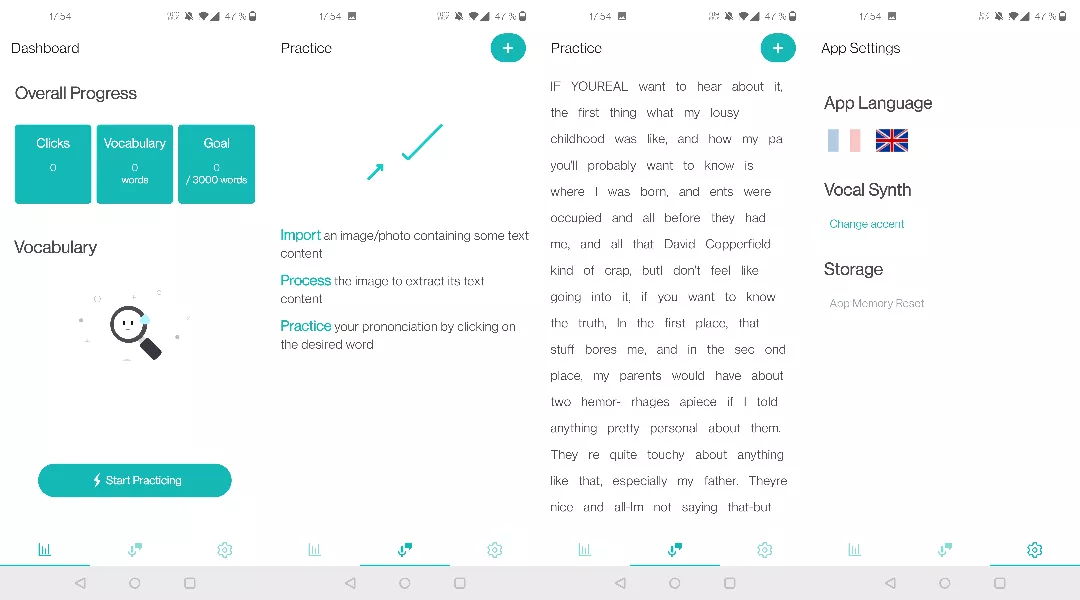 17:54
47 %
Dashboard
Overall Progress
Clicks
0
Vocabulary
0
words
Goal
0
/ 3000 words
Vocabulary
Start Practicing
17:54
47 %
Practice
+
Import an image/photo containing some text
content
Process the image to extract its text
content
Practice your prononciation by clicking on
the desired word
17:54
47 %
Practice
+
IF YOUREAL want to hear about it,
the first thing what my lousy
childhood was like, and how my pa
you'll probably want to know is
where I was born, and ents were
occupied and all before they had
me, and all that David Copperfield
kind of crap, butI don't feel like
going into it, if you want to know
the truth, In the first place, that
stuff bores me, and in the sec ond
place, my parents would have about
two hemor- rhages apiece if I told
anything pretty personal about them.
They re quite touchy about anything
like that, especially my father. Theyre
nice and all-Im not saying that-but
17:54
47 %
App Settings
App Language
Vocal Synth
Change accent
Storage
App Memory Reset